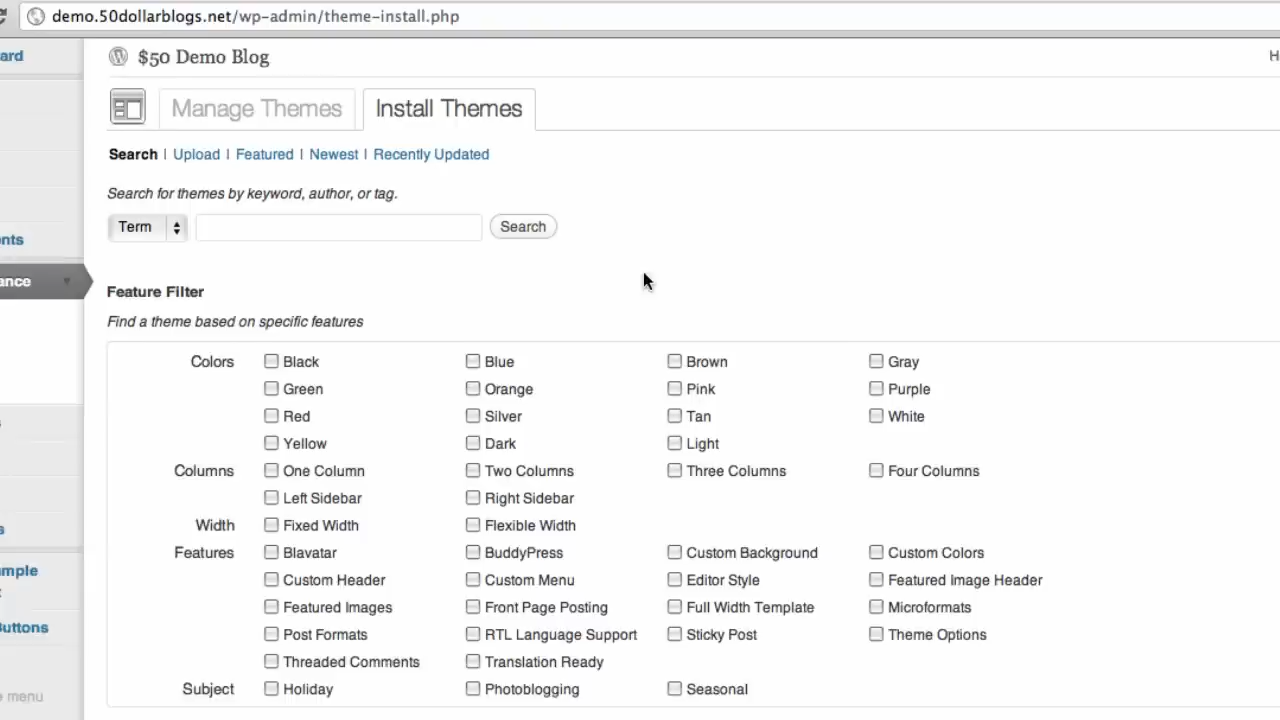 demo.50dollarblogs.net/wp-admin/theme-install.php
$50 Demo Blog
Manage Themes Install Themes
Search | Upload | Featured | Newest | Recently Updated
Search for themes by keyword, author, or tag.
Term Search
Feature Filter
Find a theme based on specific features
Colors Black Blue Brown Gray
Green Orange Pink Purple
Red Silver Tan White
Yellow Dark Light
Columns One Column Two Columns Three Columns Four Columns
Left Sidebar Right Sidebar
Width Fixed Width Flexible Width
Features Blavatar BuddyPress Custom Background Custom Colors
Custom Header Custom Menu Editor Style Featured Image Header
Featured Images Front Page Posting Full Width Template Microformats
Post Formats RTL Language Support Sticky Post Theme Options
Threaded Comments Translation Ready
Subject Holiday Photoblogging Seasonal
menu